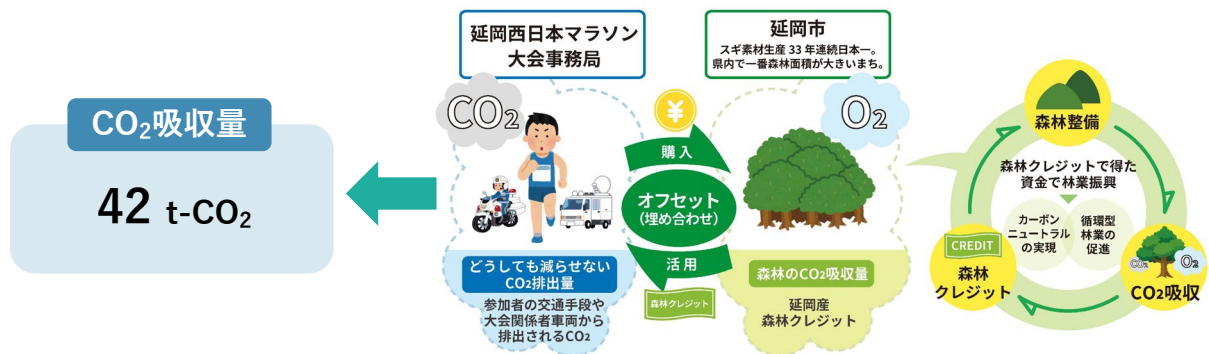 CO₂吸収量
42 t-CO₂
延岡西日本マラソン
大会事務局
CO₂
どうしても減らせない
CO₂排出量
参加者の交通手段や
大会関係者車両から
排出されるCO₂
¥
購入
オフセット
(埋め合わせ)
活用
森林クレジット
延岡市
スギ素材生産33年連続日本一。
県内で一番森林面積が大きいまち。
O₂
森林のCO₂吸収量
延岡産
森林クレジット
森林整備
森林クレジットで得た
資金で林業振興
カーボン
ニュートラル
の実現
循環型
林業の
促進
CREDIT
森林
クレジット
CO₂
O₂
CO₂吸収